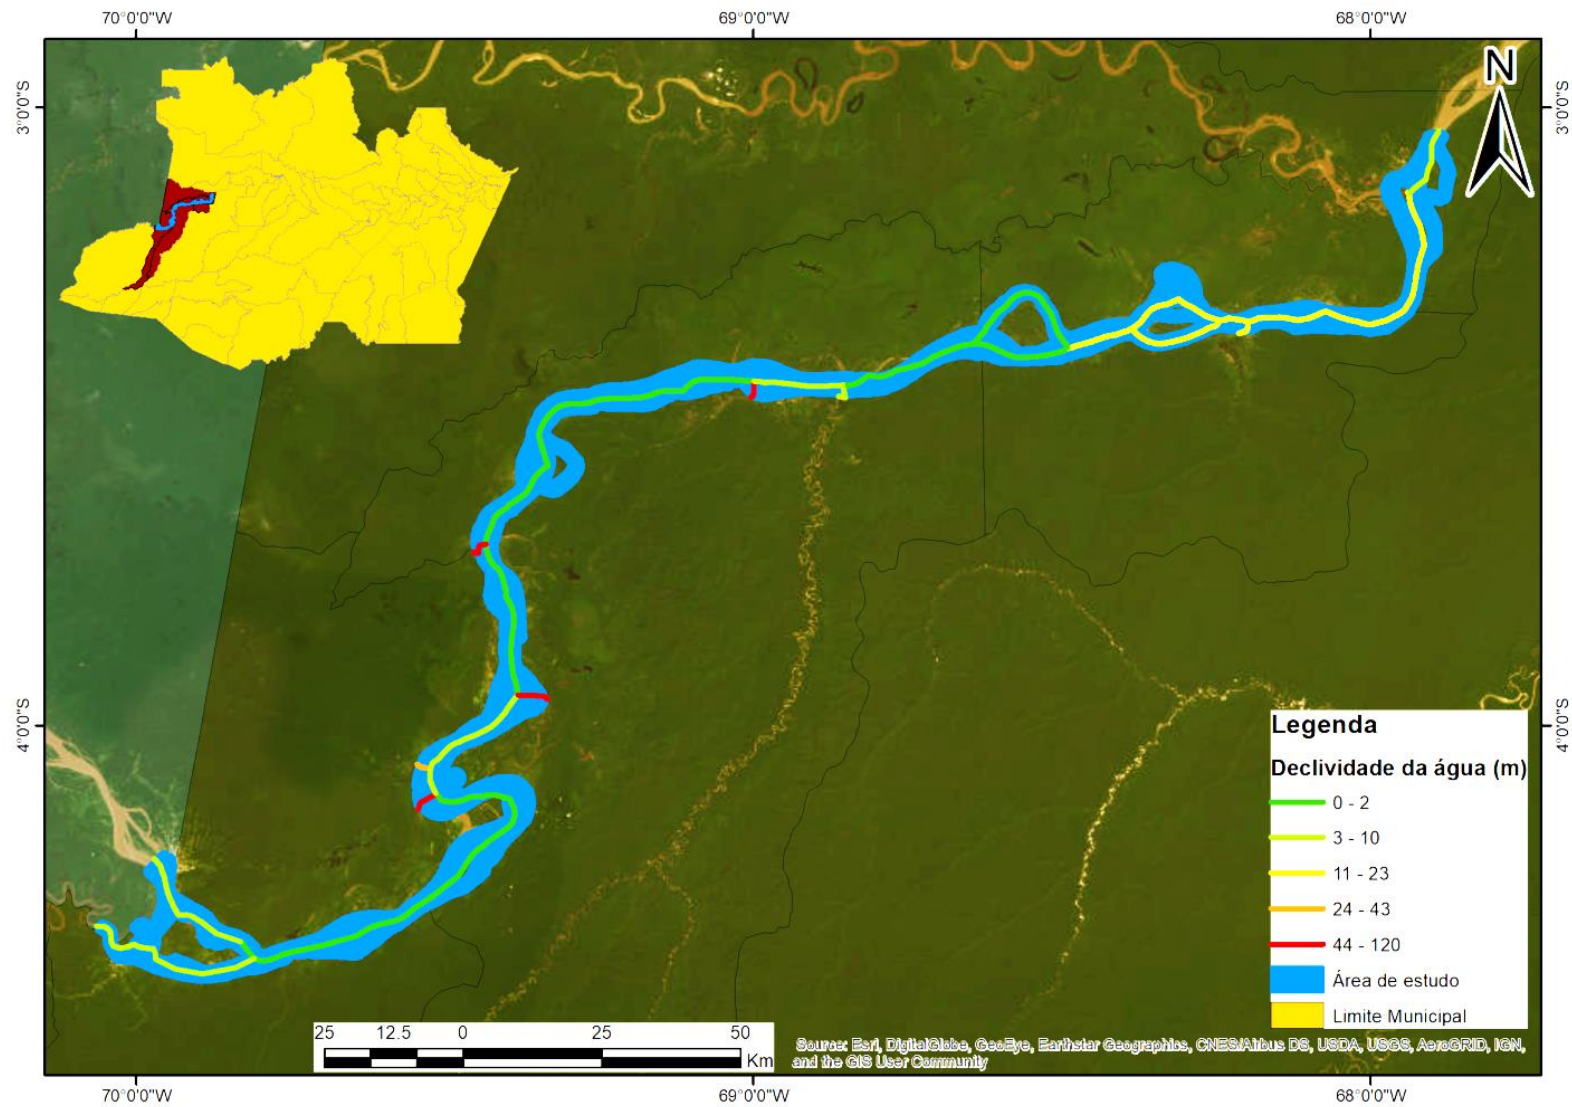 70°0'0"W
69°0'0"W
68°0'0"W
3°0'0"S
3°0'0"S
N
4°0'0"S
4°0'0"S
Legenda
Declividade da água (m)
0 - 2
3 - 10
11 - 23
24 - 43
44 - 120
Área de estudo
Limite Municipal
25 12.5 0 25 50
Km
Source: Esri, DigitalGlobe, GeoEye, Earthstar Geographics, CNES/Airbus DS, USDA, USGS, AeroGRID, IGN,
and the GIS User Community
70°0'0"W
69°0'0"W
68°0'0"W